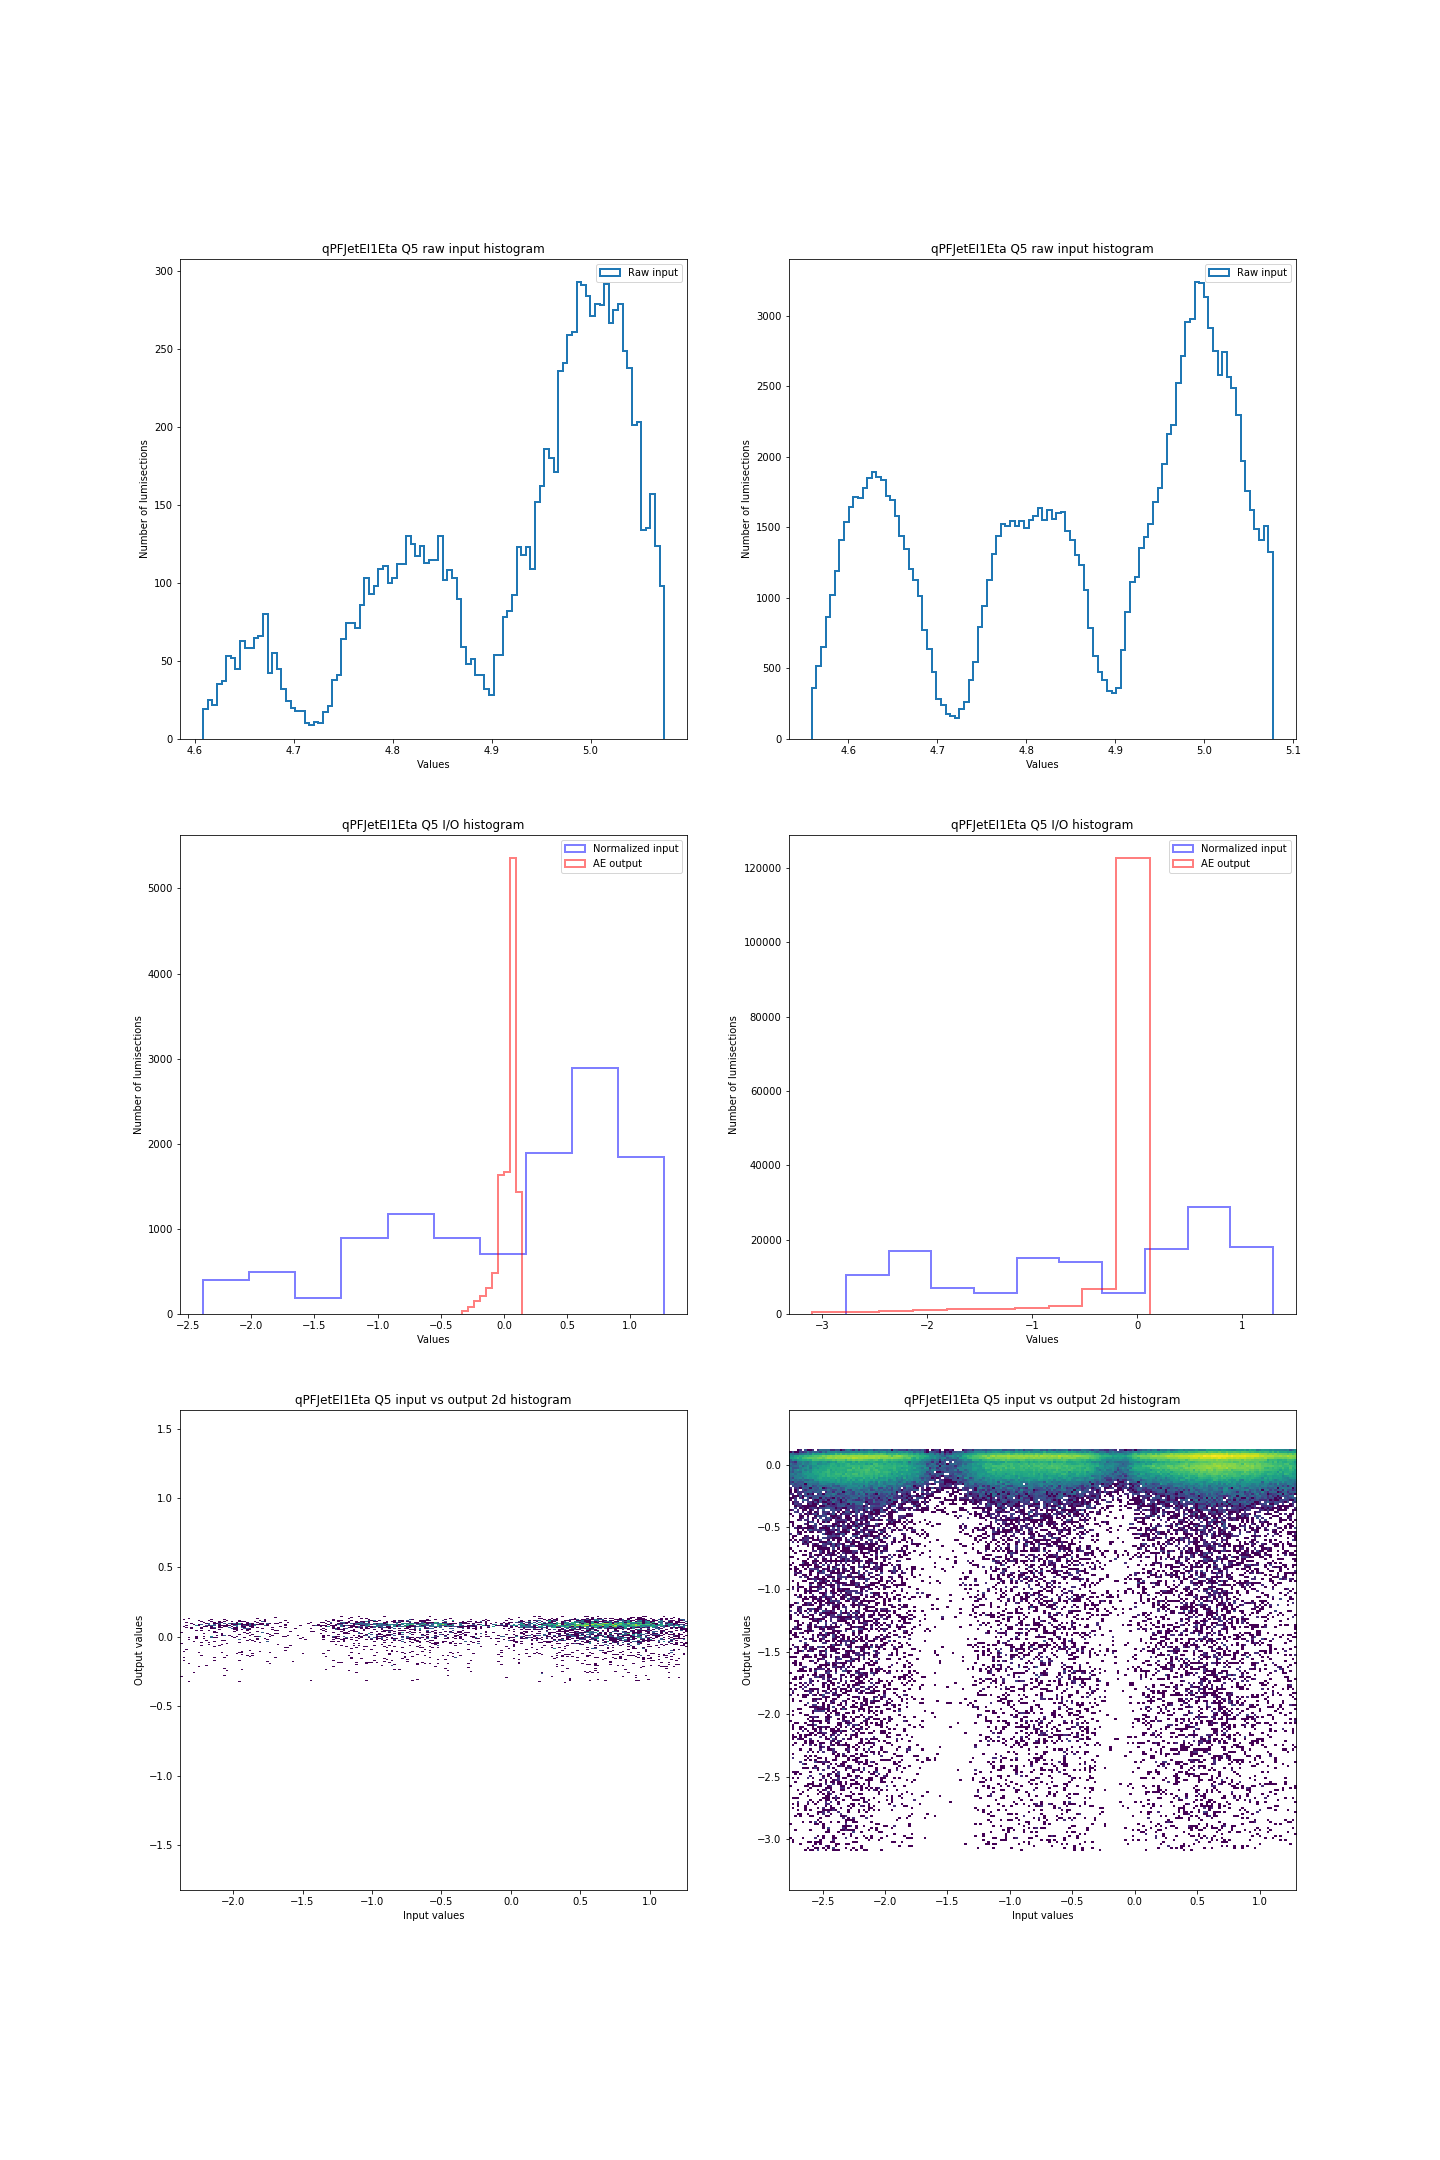 qPFJetEI1Eta Q5 raw input histogram
Raw input
300
250
200
150
100
50
0
Number of lumisections
4.6 4.7 4.8 4.9 5.0
Values
qPFJetEI1Eta Q5 raw input histogram
Raw input
3000
2500
2000
1500
1000
500
0
Number of lumisections
4.6 4.7 4.8 4.9 5.0 5.1
Values
qPFJetEI1Eta Q5 I/O histogram
Normalized input
AE output
5000
4000
3000
2000
1000
0
Number of lumisections
−2.5 −2.0 −1.5 −1.0 −0.5 0.0 0.5 1.0
Values
qPFJetEI1Eta Q5 I/O histogram
Normalized input
AE output
120000
100000
80000
60000
40000
20000
0
Number of lumisections
−3 −2 −1 0 1
Values
qPFJetEI1Eta Q5 input vs output 2d histogram
1.5
1.0
0.5
0.0
−0.5
−1.0
−1.5
Output values
−2.0 −1.5 −1.0 −0.5 0.0 0.5 1.0
Input values
qPFJetEI1Eta Q5 input vs output 2d histogram
0.0
−0.5
−1.0
−1.5
−2.0
−2.5
−3.0
Output values
−2.5 −2.0 −1.5 −1.0 −0.5 0.0 0.5 1.0
Input values